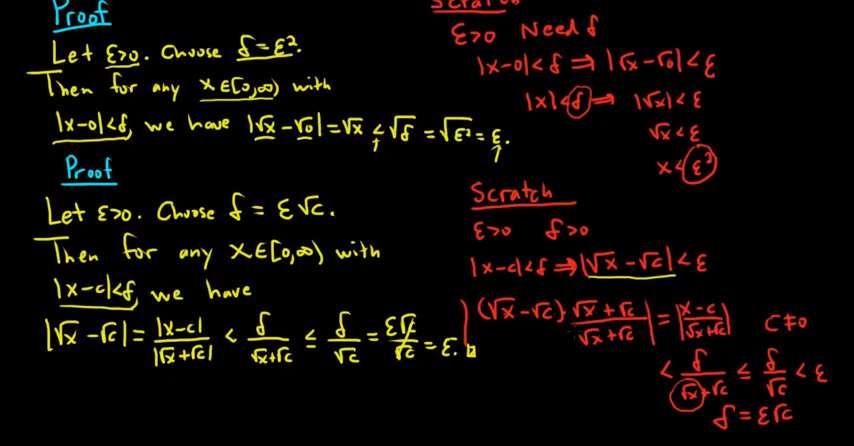 Proof
Let ε>0. Choose δ=ε².
Then for any x∈[0,∞) with
|x-0|<δ, we have |√x-√0|=√x<√δ=√ε²=ε.
Proof
Let ε>0. Choose δ = ε√c.
Then for any x∈[0,∞) with
|x-c|<δ, we have
|√x-√c|= |x-c|/|√x+√c| < δ/(√x+√c) ≤ δ/√c = ε√c/√c = ε.
Scratch
ε>0 Need δ
|x-0|<δ ⇒ |√x-√0|<ε
|x|<δ ⇒ |√x|<ε
√x<ε
x<ε²
Scratch
ε>0 δ>0
|x-c|<δ ⇒ |√x-√c|<ε
|(√x-√c) (√x+√c)/(√x+√c)| = |(x-c)/(√x+√c)| c≠0
< δ/(√x+√c) ≤ δ/√c < ε
δ=ε√c